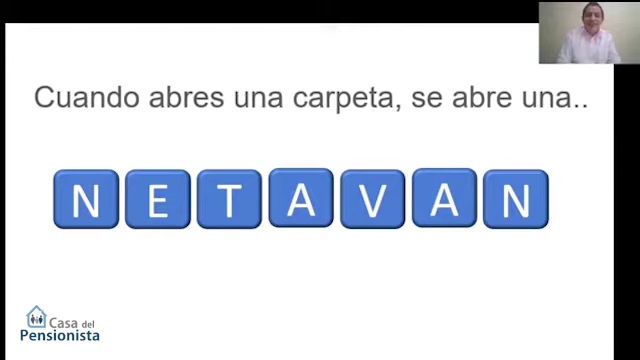 Cuando abres una carpeta, se abre una..
N E T A V A N
Casa del
Pensionista